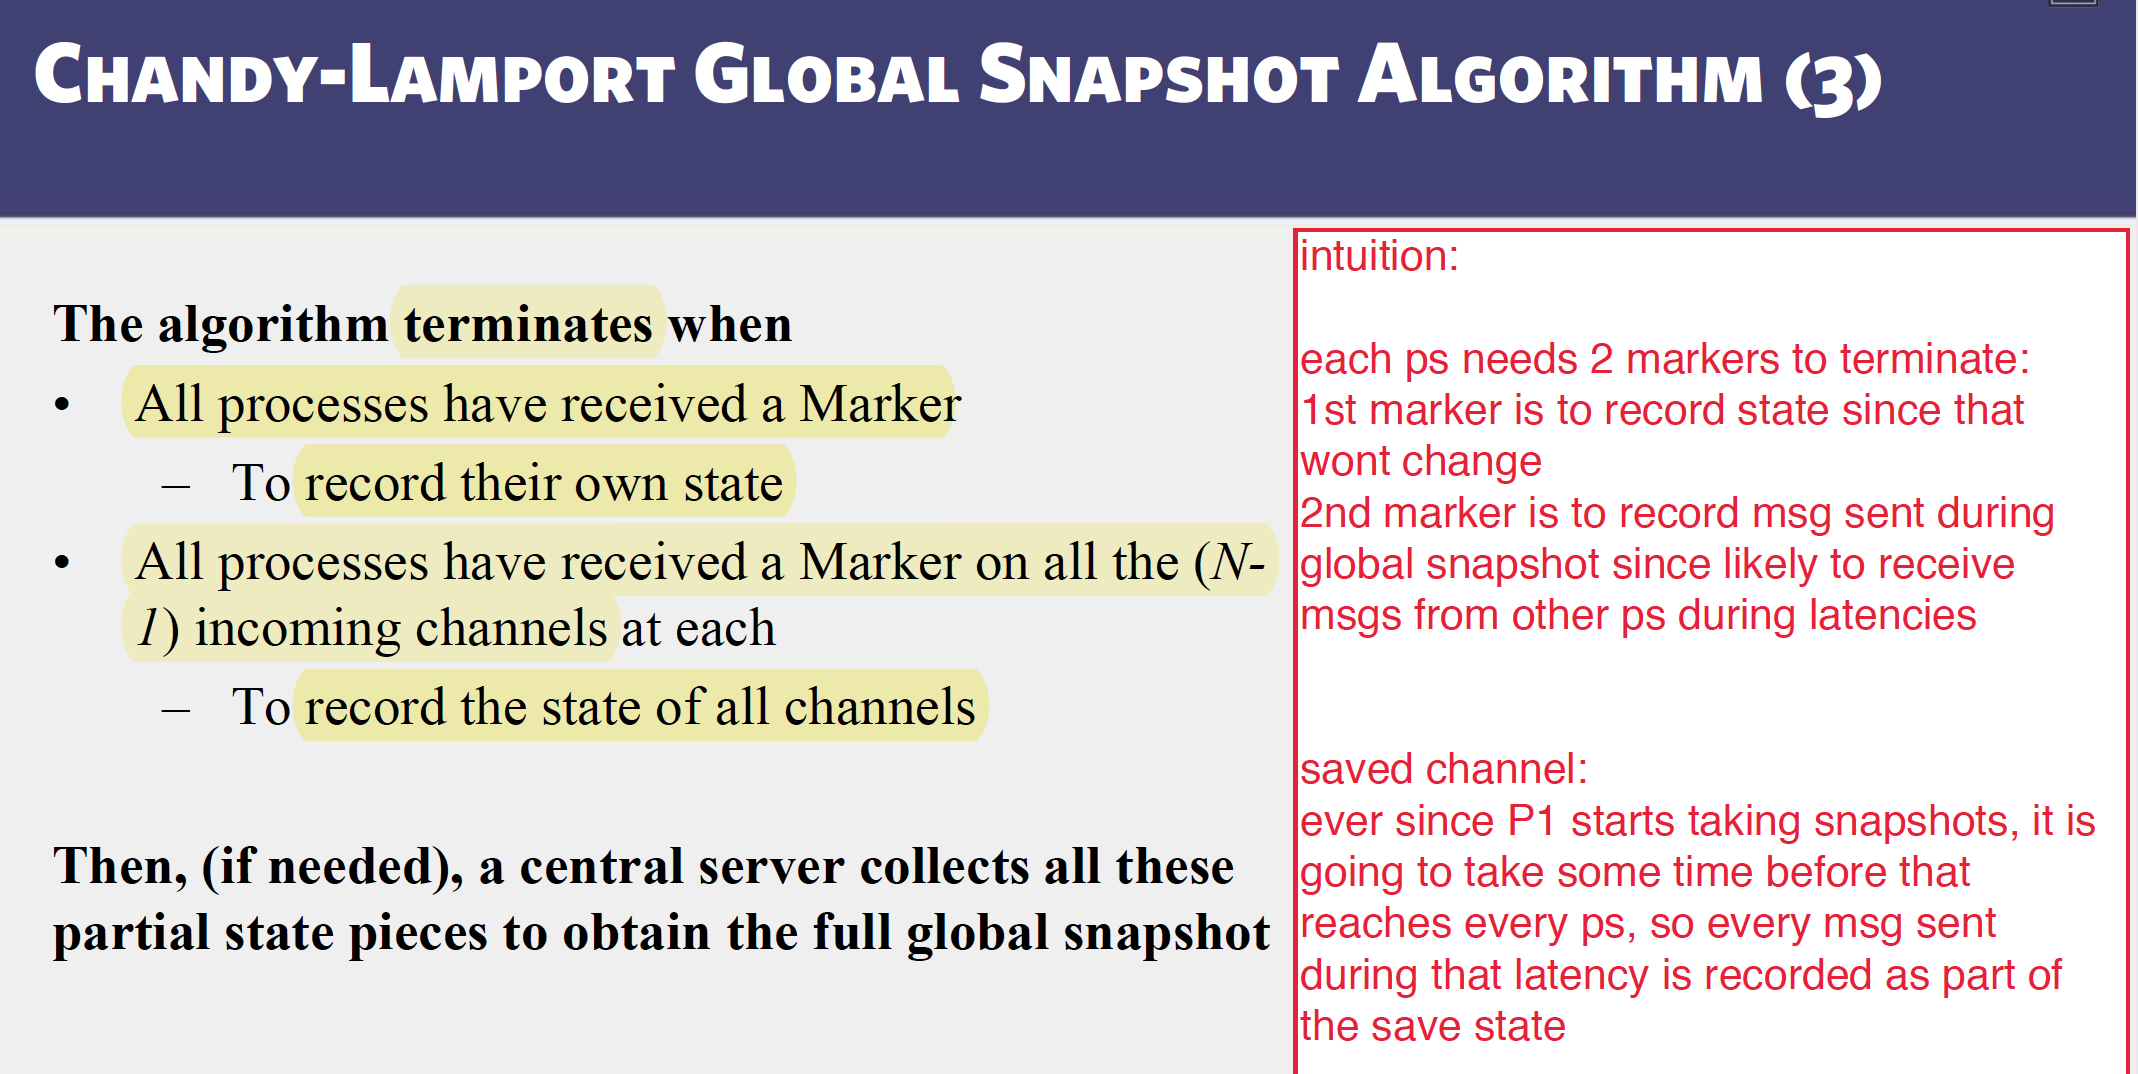 CHANDY-LAMPORT GLOBAL SNAPSHOT ALGORITHM (3)
The algorithm terminates when
• All processes have received a Marker
– To record their own state
• All processes have received a Marker on all the (N-
1) incoming channels at each
– To record the state of all channels
Then, (if needed), a central server collects all these
partial state pieces to obtain the full global snapshot
intuition:
each ps needs 2 markers to terminate:
1st marker is to record state since that
wont change
2nd marker is to record msg sent during
global snapshot since likely to receive
msgs from other ps during latencies
saved channel:
ever since P1 starts taking snapshots, it is
going to take some time before that
reaches every ps, so every msg sent
during that latency is recorded as part of
the save state